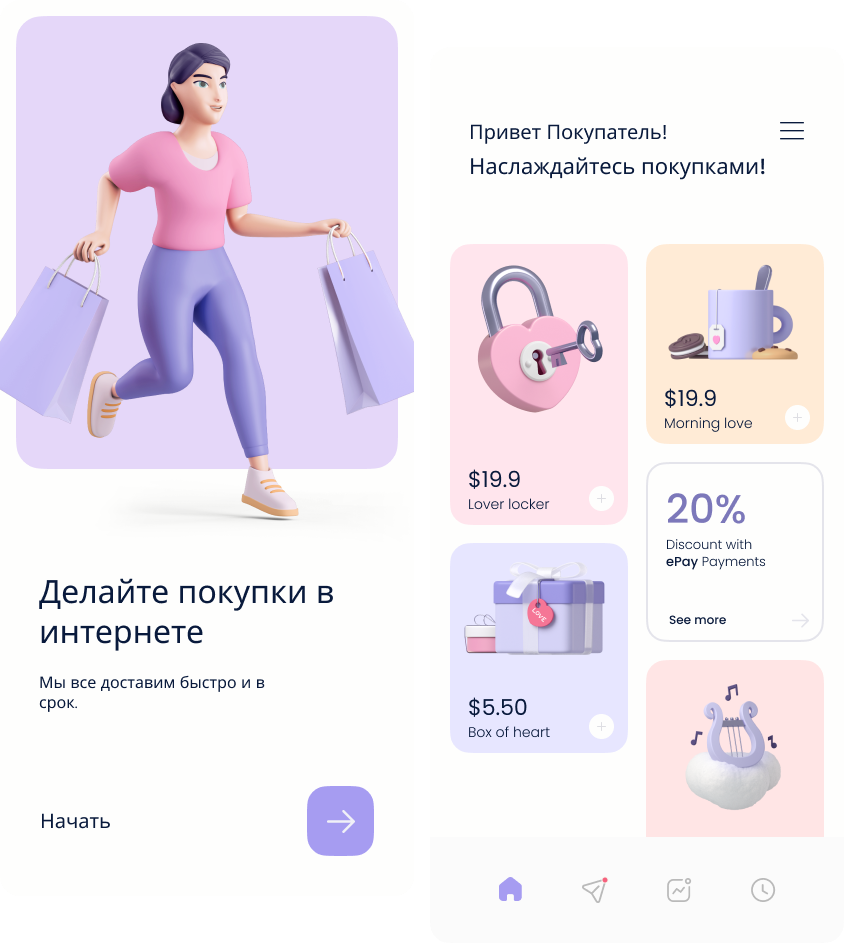 Делайте покупки в
интернете
Мы все доставим быстро и в
срок.
Начать
Привет Покупатель!
Наслаждайтесь покупками!
$19.9
Lover locker
$19.9
Morning love
20%
Discount with
ePay Payments
See more
LOVE
$5.50
Box of heart